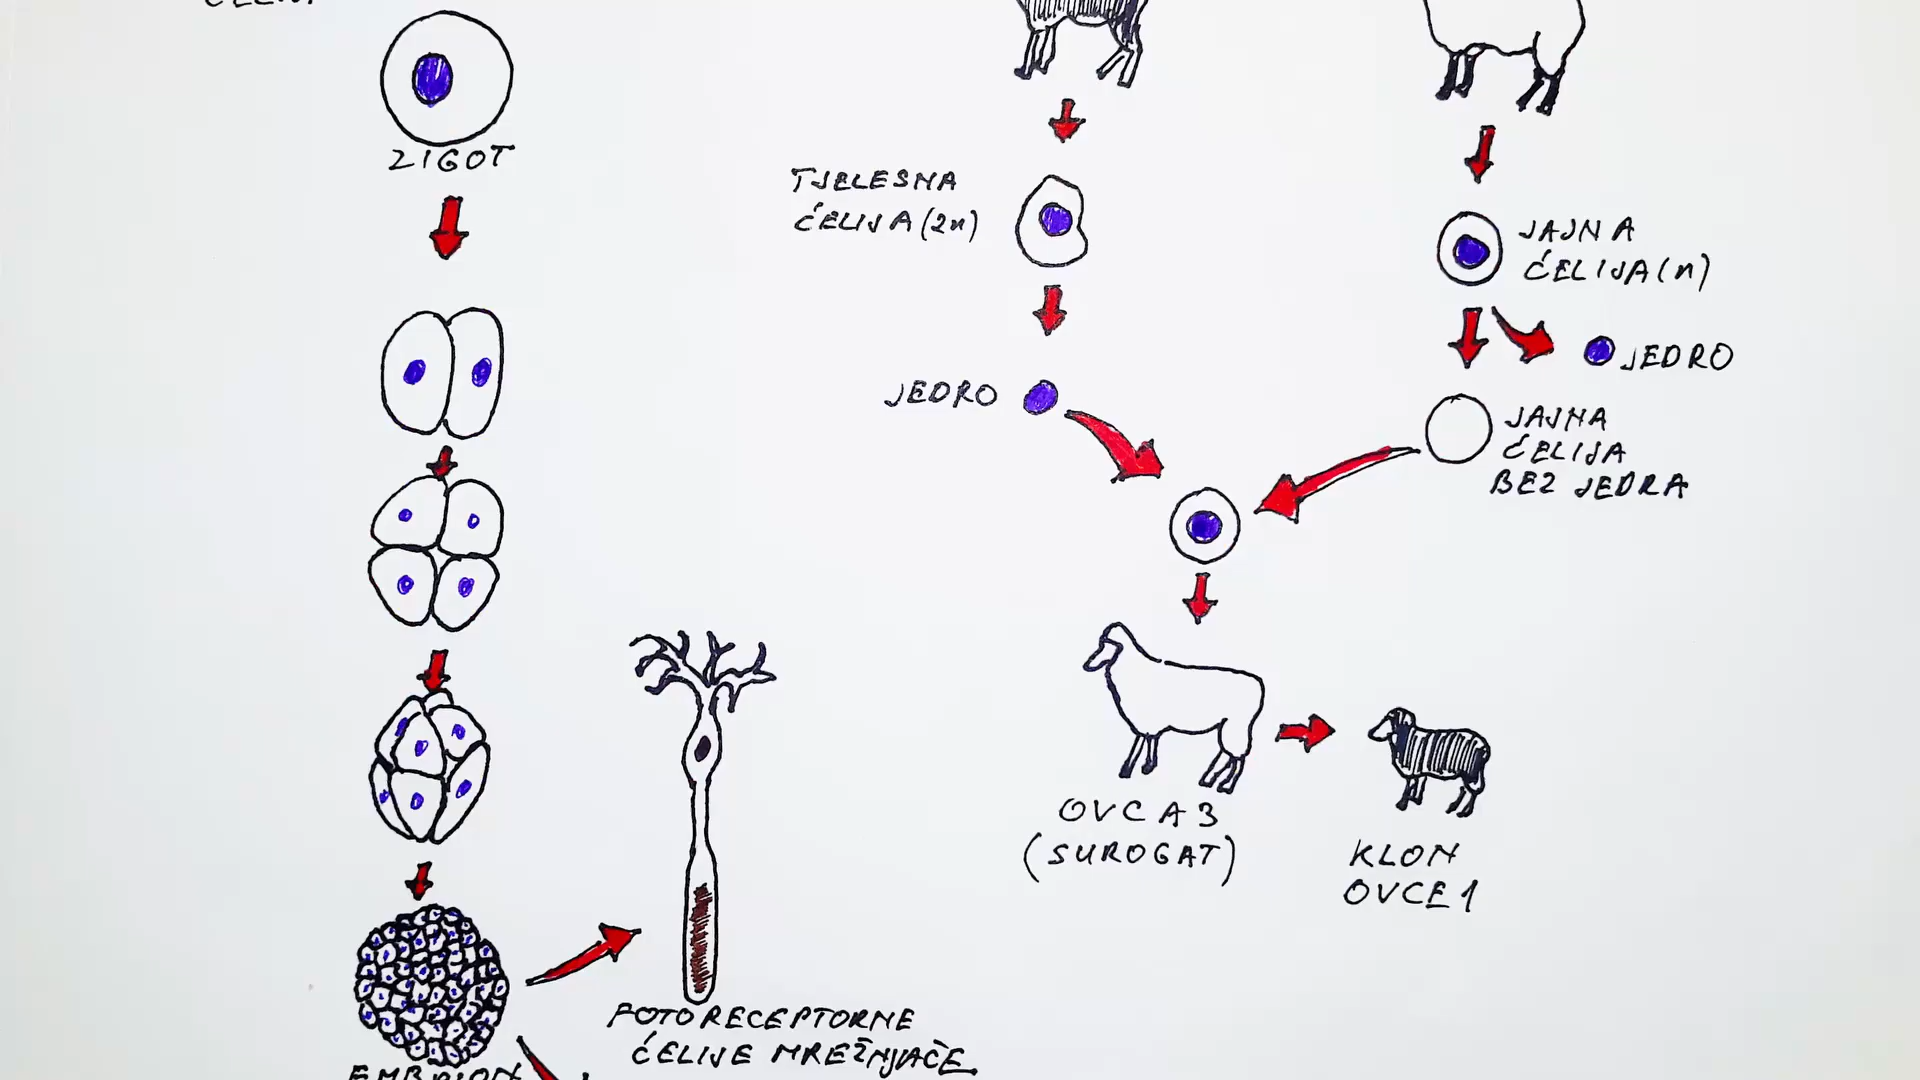 ZIGOT
TJELESNA
ĆELIJA (2n)
JAJNA
ĆELIJA (n)
JEDRO
JEDRO
JAJNA
ĆELIJA
BEZ JEDRA
OVCA 3
(SUROGAT)
KLON
OVCE 1
FOTORECEPTORNE
ĆELIJE MREŽNJAČE
EMBRION